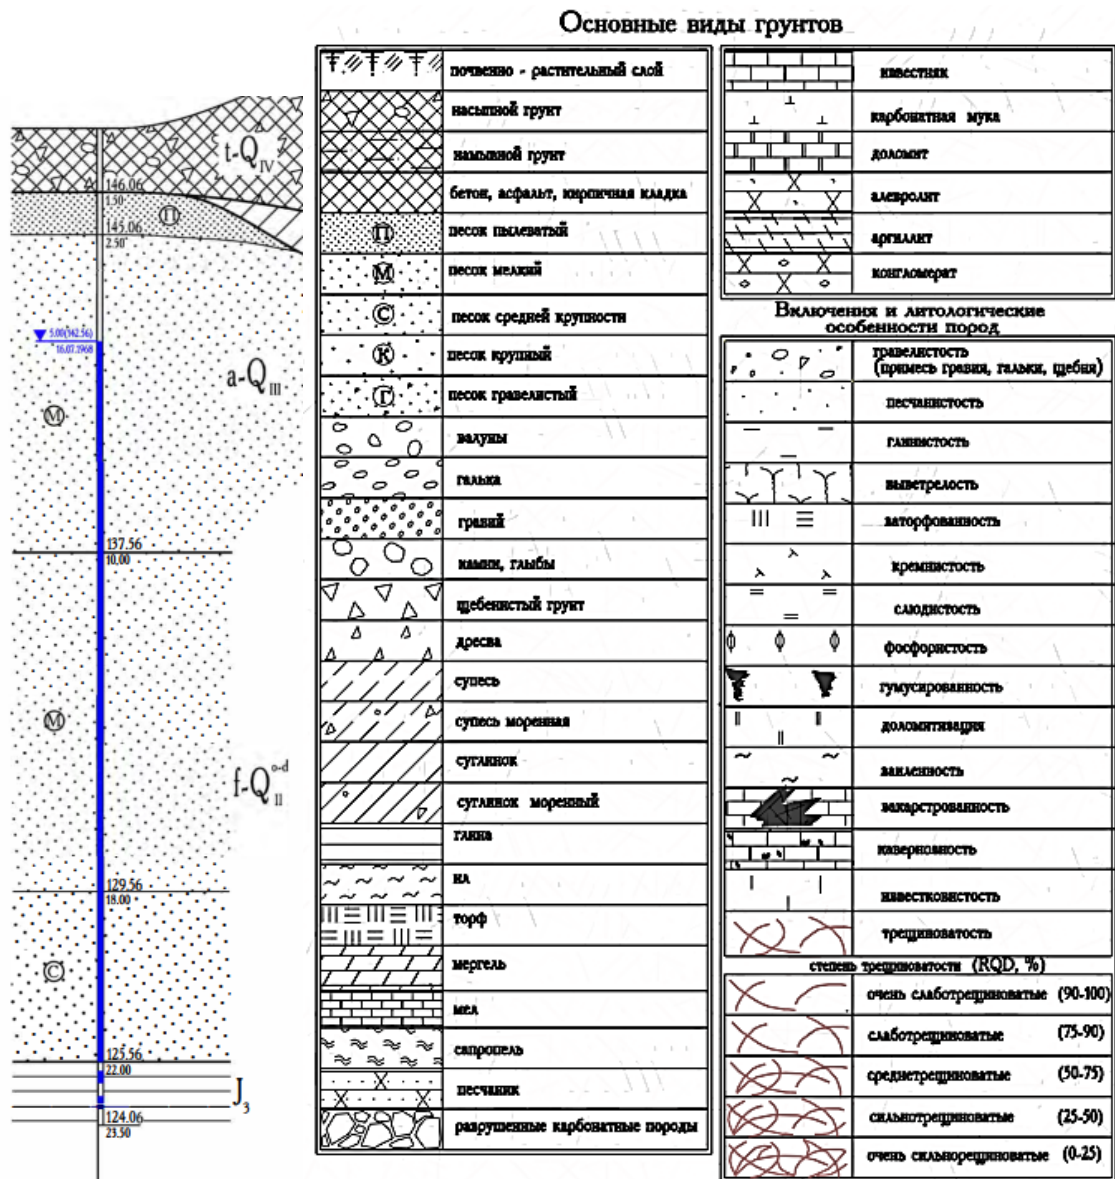 Основные виды грунтов
t-Q IV
146.06
1.50
П
145.06
2.50
5.00(142.56)
16.07.1968
a-Q III
М
137.56
10.00
М
f-Q II o-d
129.56
18.00
С
125.56
22.00
J 3
124.06
23.50
почвенно - растительный слой
насыпной грунт
намывной грунт
бетон, асфальт, кирпичная кладка
П песок пылеватый
М песок мелкий
С песок средней крупности
К песок крупный
Г песок гравелистый
валуны
галька
гравий
камни, глыбы
щебенистый грунт
дресва
супесь
супесь моренная
суглинок
суглинок моренный
глина
ил
торф
мергель
мел
сапропель
песчаник
разрушенные карбонатные породы
известняк
карбонатная мука
доломит
алевролит
аргиллит
конгломерат
Включения и литологические
особенности пород
гравелистость
(примесь гравия, гальки, щебня)
песчанистость
глинистость
выветрелость
заторфованность
кремнистость
слюдистость
фосфористость
гумусированность
доломитизация
заиленность
закарстрованность
кавернозность
известковистость
трещиноватость
степень трещиноватости (RQD, %)
очень слаботрещиноватые (90-100)
слаботрещиноватые (75-90)
среднетрещиноватые (50-75)
сильнотрещиноватые (25-50)
очень сильнорещиноватые (0-25)